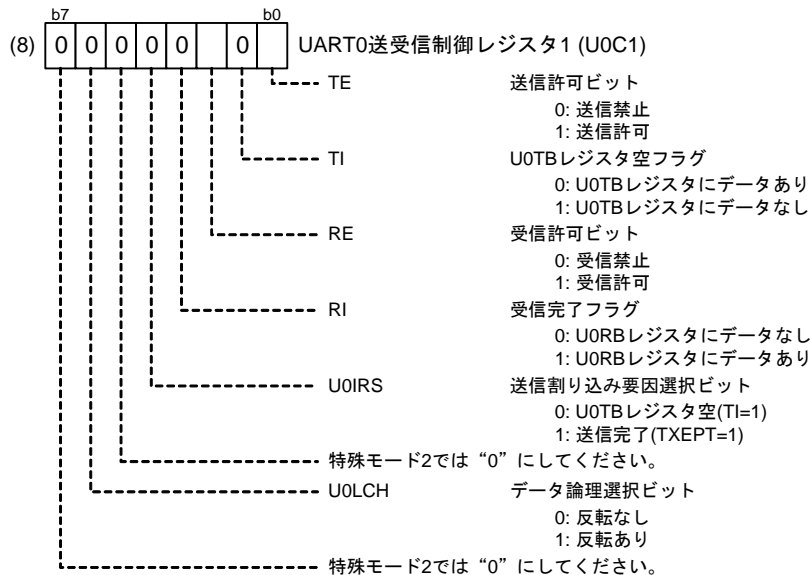 b7 b0
(8) 0 0 0 0 0 0 UART0送受信制御レジスタ1 (U0C1)
TE 送信許可ビット
0: 送信禁止
1: 送信許可
TI U0TBレジスタ空フラグ
0: U0TBレジスタにデータあり
1: U0TBレジスタにデータなし
RE 受信許可ビット
0: 受信禁止
1: 受信許可
RI 受信完了フラグ
0: U0RBレジスタにデータなし
1: U0RBレジスタにデータあり
U0IRS 送信割り込み要因選択ビット
0: U0TBレジスタ空(TI=1)
1: 送信完了(TXEPT=1)
特殊モード2では“0”にしてください。
U0LCH データ論理選択ビット
0: 反転なし
1: 反転あり
特殊モード2では“0”にしてください。